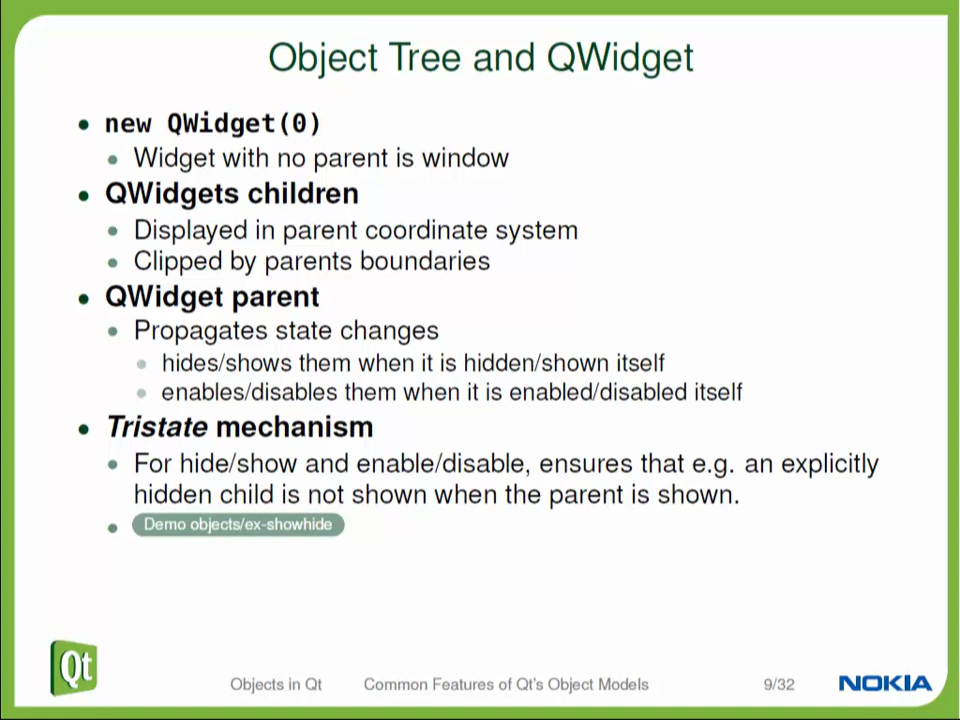 Object Tree and QWidget
new QWidget(0)
Widget with no parent is window
QWidgets children
Displayed in parent coordinate system
Clipped by parents boundaries
QWidget parent
Propagates state changes
hides/shows them when it is hidden/shown itself
enables/disables them when it is enabled/disabled itself
Tristate mechanism
For hide/show and enable/disable, ensures that e.g. an explicitly
hidden child is not shown when the parent is shown.
Demo objects/ex-showhide
Qt
Objects in Qt Common Features of Qt's Object Models 9/32 NOKIA